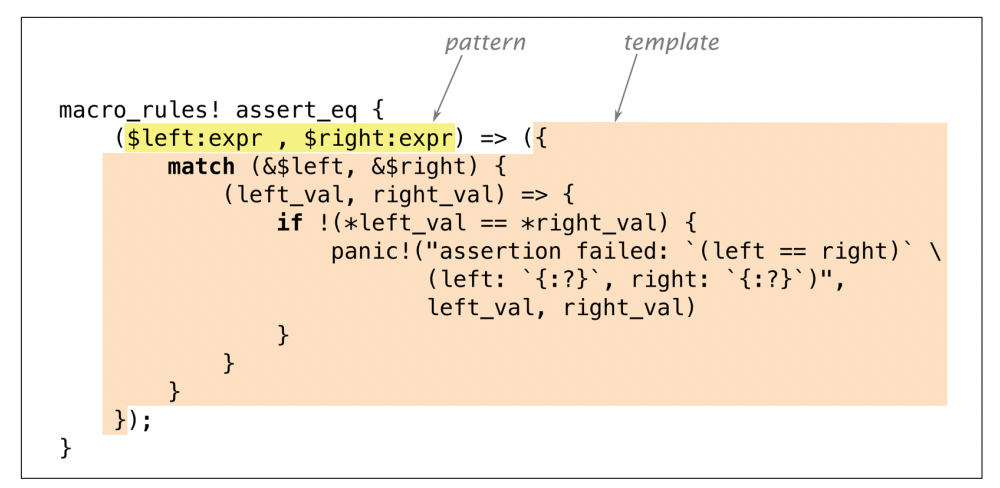 pattern template
macro_rules! assert_eq {
    ($left:expr , $right:expr) => ({
        match (&$left, &$right) {
            (left_val, right_val) => {
                if !(*left_val == *right_val) {
                    panic!("assertion failed: `(left == right)` \
                           (left: `{:?}`, right: `{:?}`)",
                           left_val, right_val)
                }
            }
        }
    });
}